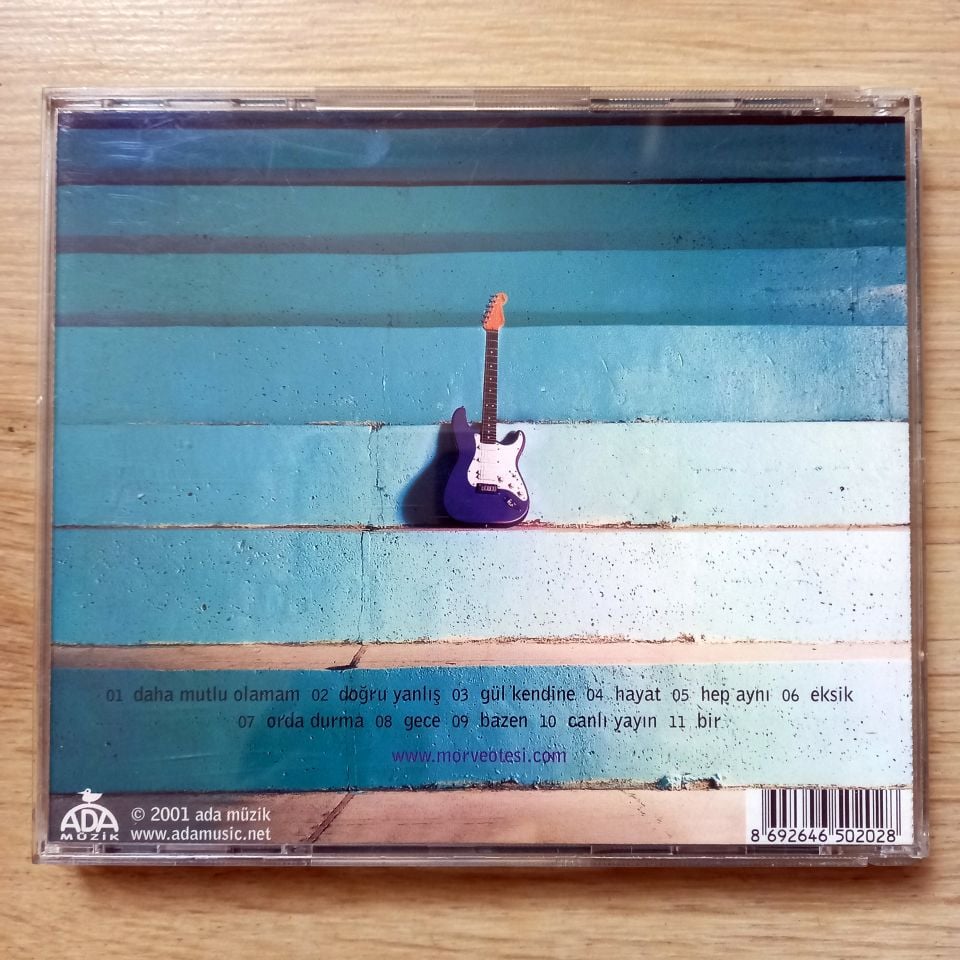 01 daha mutlu olamam 02 doğru yanlış 03 gül kendine 04 hayat 05 hep aynı 06 eksik
07 orda durma 08 gece 09 bazen 10 canlı yayın 11 bir
www.morveotesi.com
ADA
MÜZİK
© 2001 ada müzik
www.adamusic.net
8 692646 502028